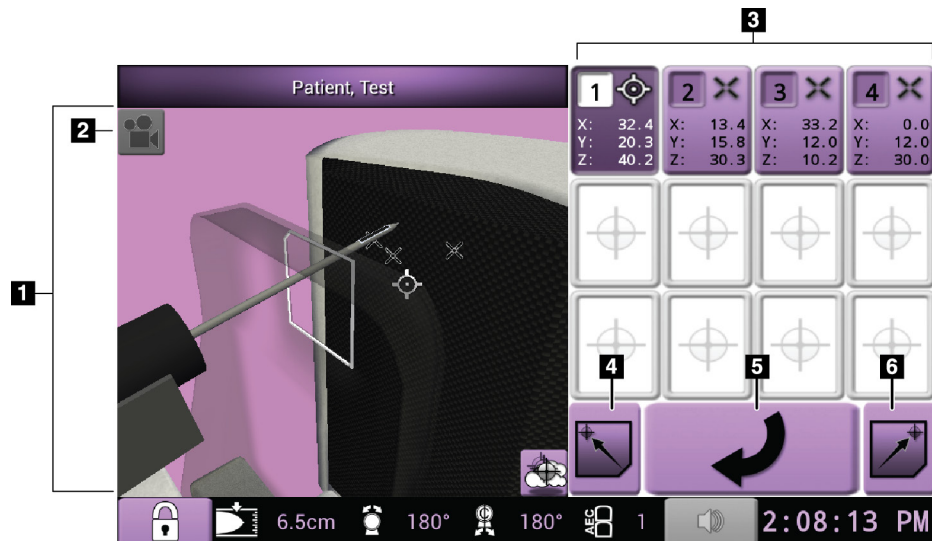 3
Patient, Test
1 2 3 4
X: 32.4 X: 13.4 X: 33.2 X: 0.0
Y: 20.3 Y: 15.8 Y: 12.0 Y: 12.0
Z: 40.2 Z: 30.3 Z: 10.2 Z: 30.0
2
1
4 5 6
6.5cm 180° 180° AEC 1 2:08:13 PM